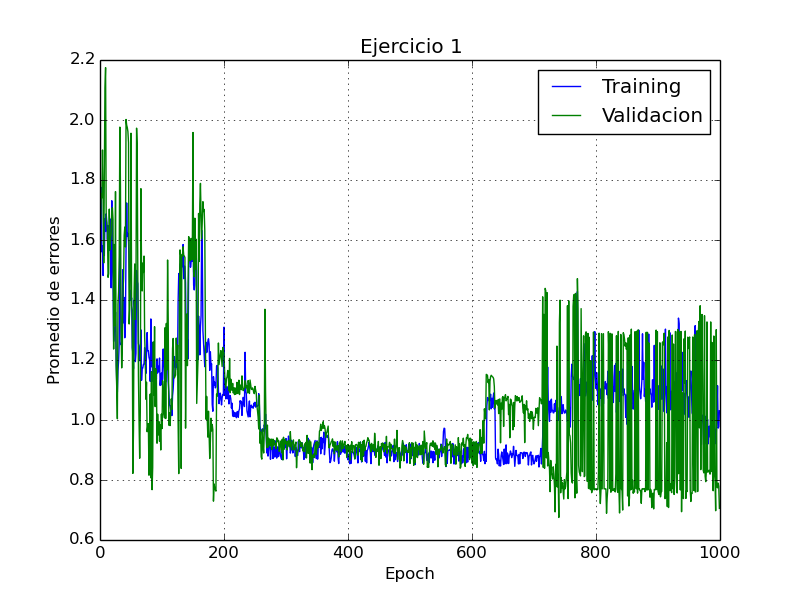 Ejercicio 1
2.2
2.0
1.8
1.6
1.4
1.2
1.0
0.8
0.6
Promedio de errores
Training
Validacion
0 200 400 600 800 1000
Epoch